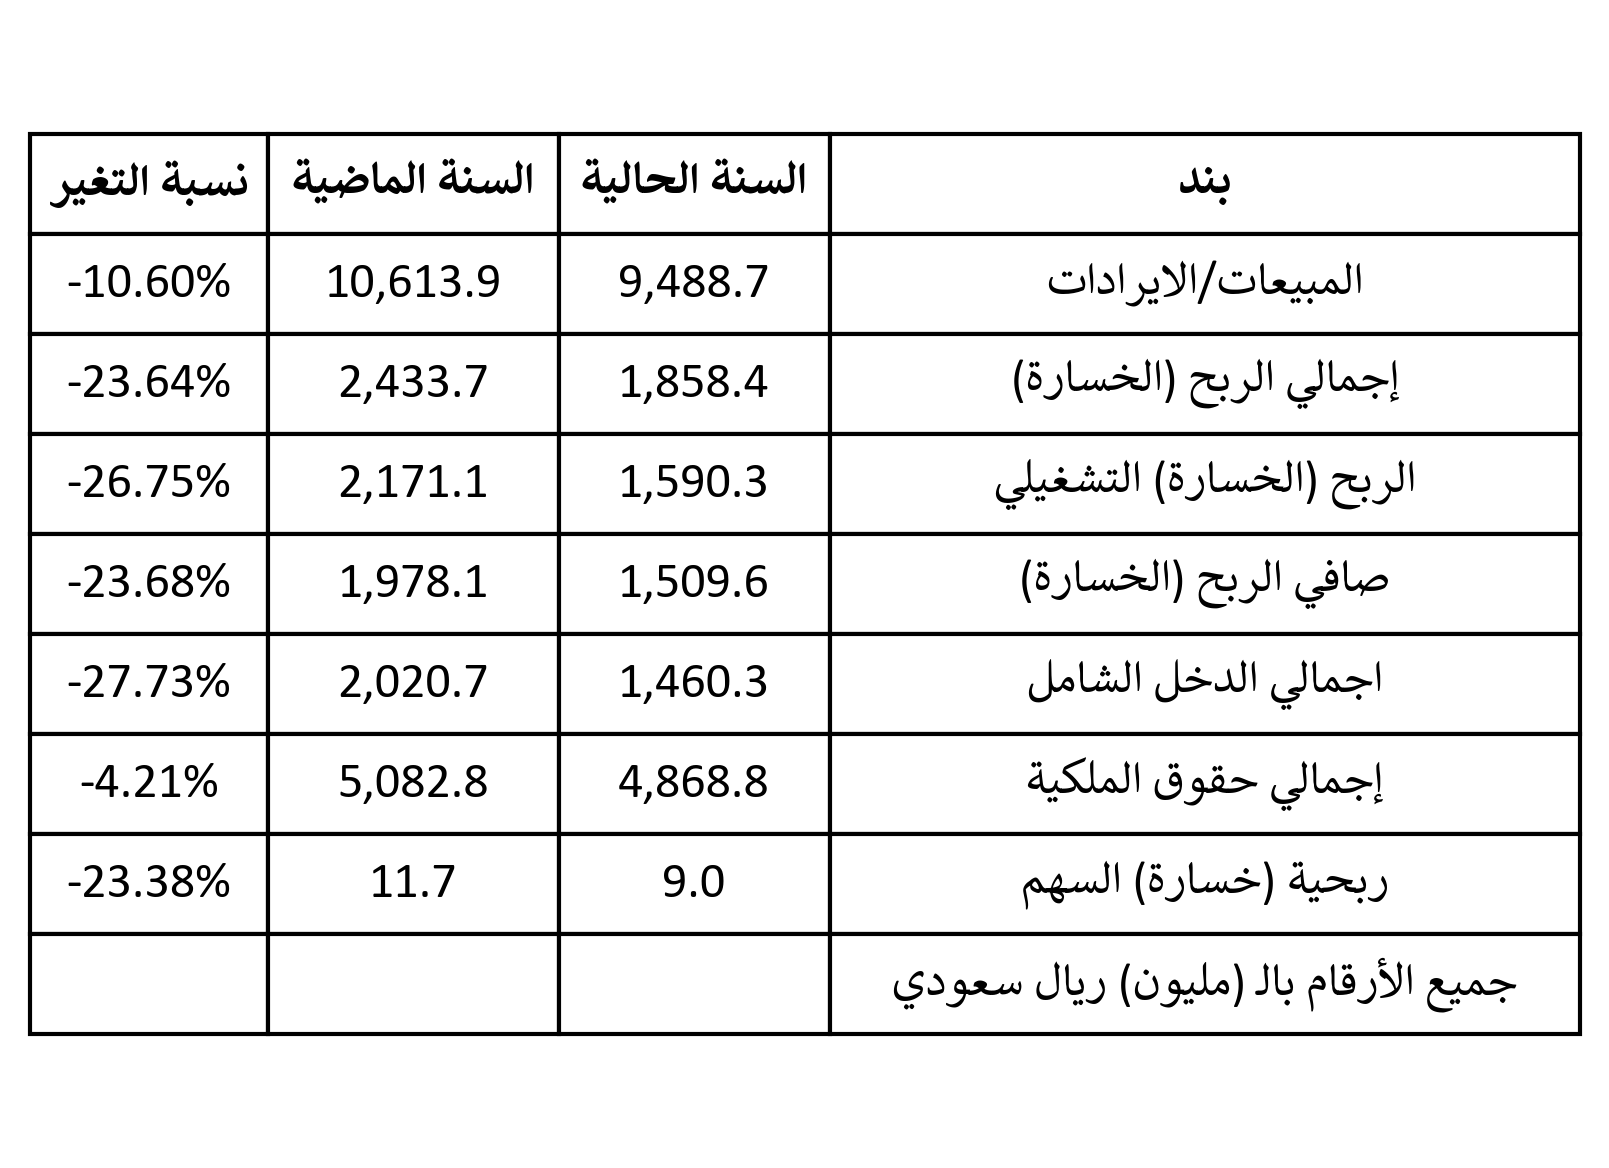 بند السنة الحالية السنة الماضية نسبة التغير
المبيعات/الايرادات 9,488.7 10,613.9 -10.60%
إجمالي الربح (الخسارة) 1,858.4 2,433.7 -23.64%
الربح (الخسارة) التشغيلي 1,590.3 2,171.1 -26.75%
صافي الربح (الخسارة) 1,509.6 1,978.1 -23.68%
اجمالي الدخل الشامل 1,460.3 2,020.7 -27.73%
إجمالي حقوق الملكية 4,868.8 5,082.8 -4.21%
ربحية (خسارة) السهم 9.0 11.7 -23.38%
جميع الأرقام بالـ (مليون) ريال سعودي